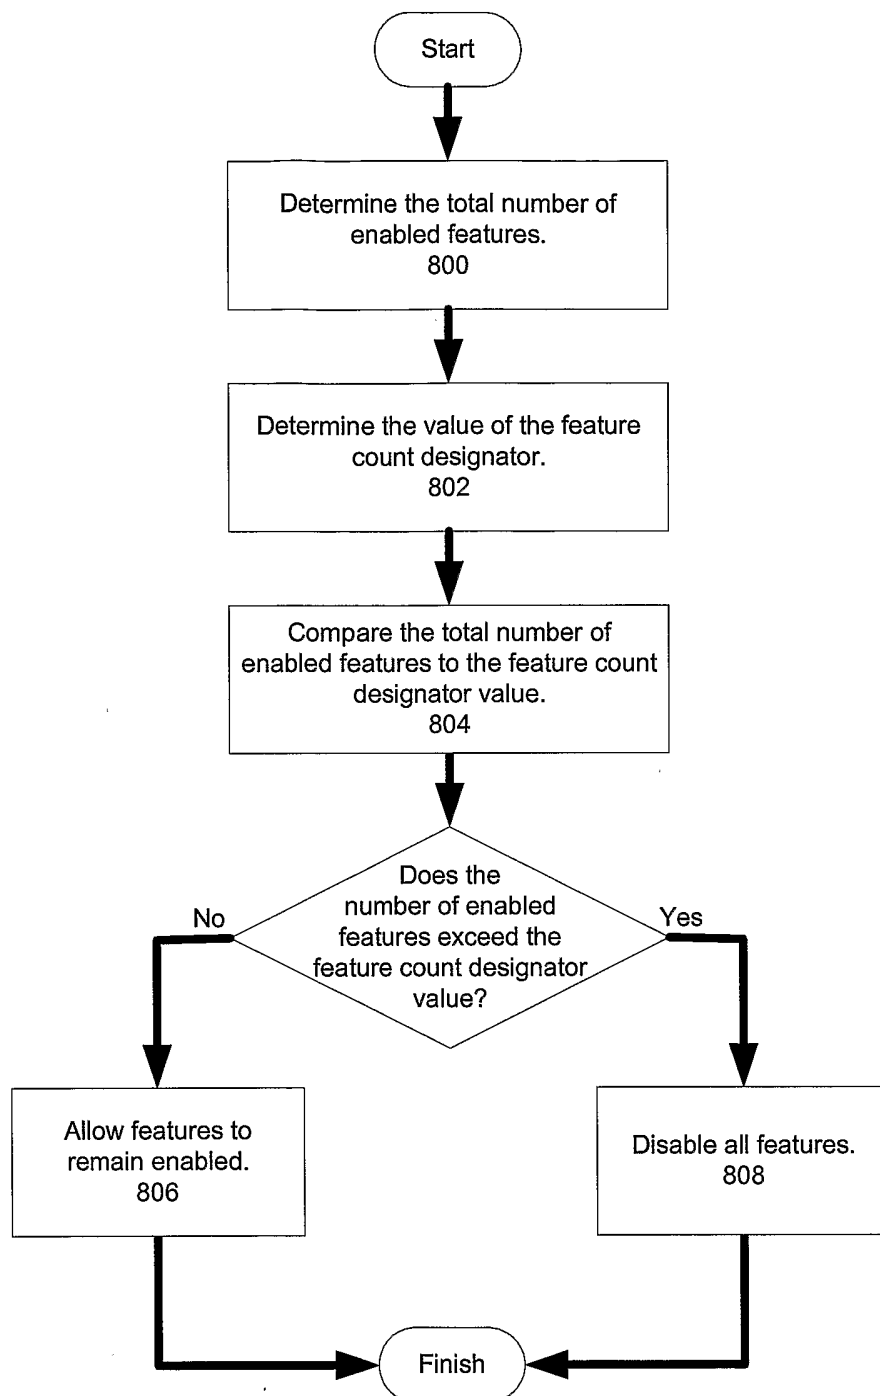 Start
Determine the total number of
enabled features.
800
Determine the value of the feature
count designator.
802
Compare the total number of
enabled features to the feature count
designator value.
804
Does the
number of enabled
features exceed the
feature count designator
value?
No
Yes
Allow features to
remain enabled.
806
Disable all features.
808
Finish